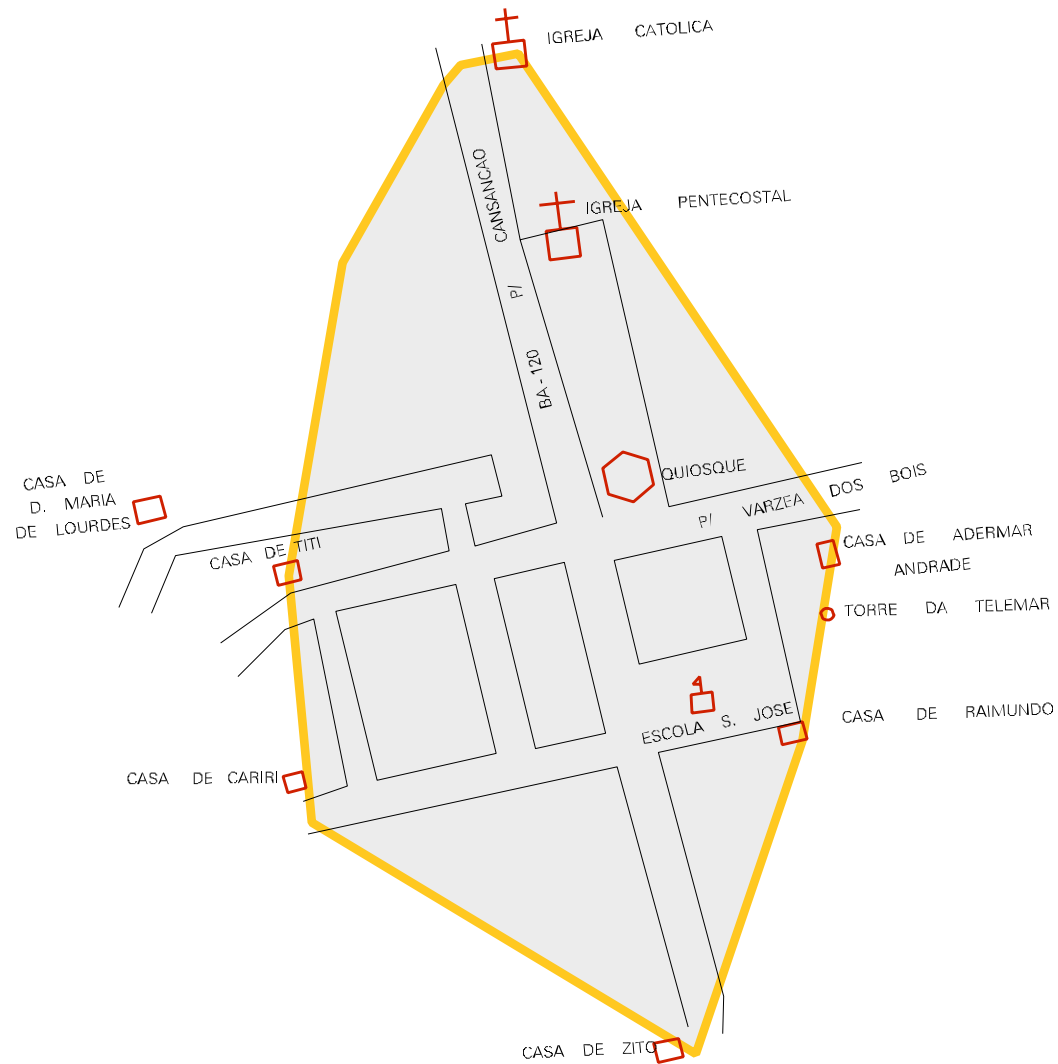 IGREJA CATOLICA
P/ CANSANCAO
IGREJA PENTECOSTAL
BA-120
QUIOSQUE
P/ VARZEA DOS BOIS
CASA DE
D. MARIA
DE LOURDES
CASA DE TITI
CASA DE ADERMAR
ANDRADE
TORRE DA TELEMAR
ESCOLA S. JOSE
CASA DE RAIMUNDO
CASA DE CARIRI
CASA DE ZITO